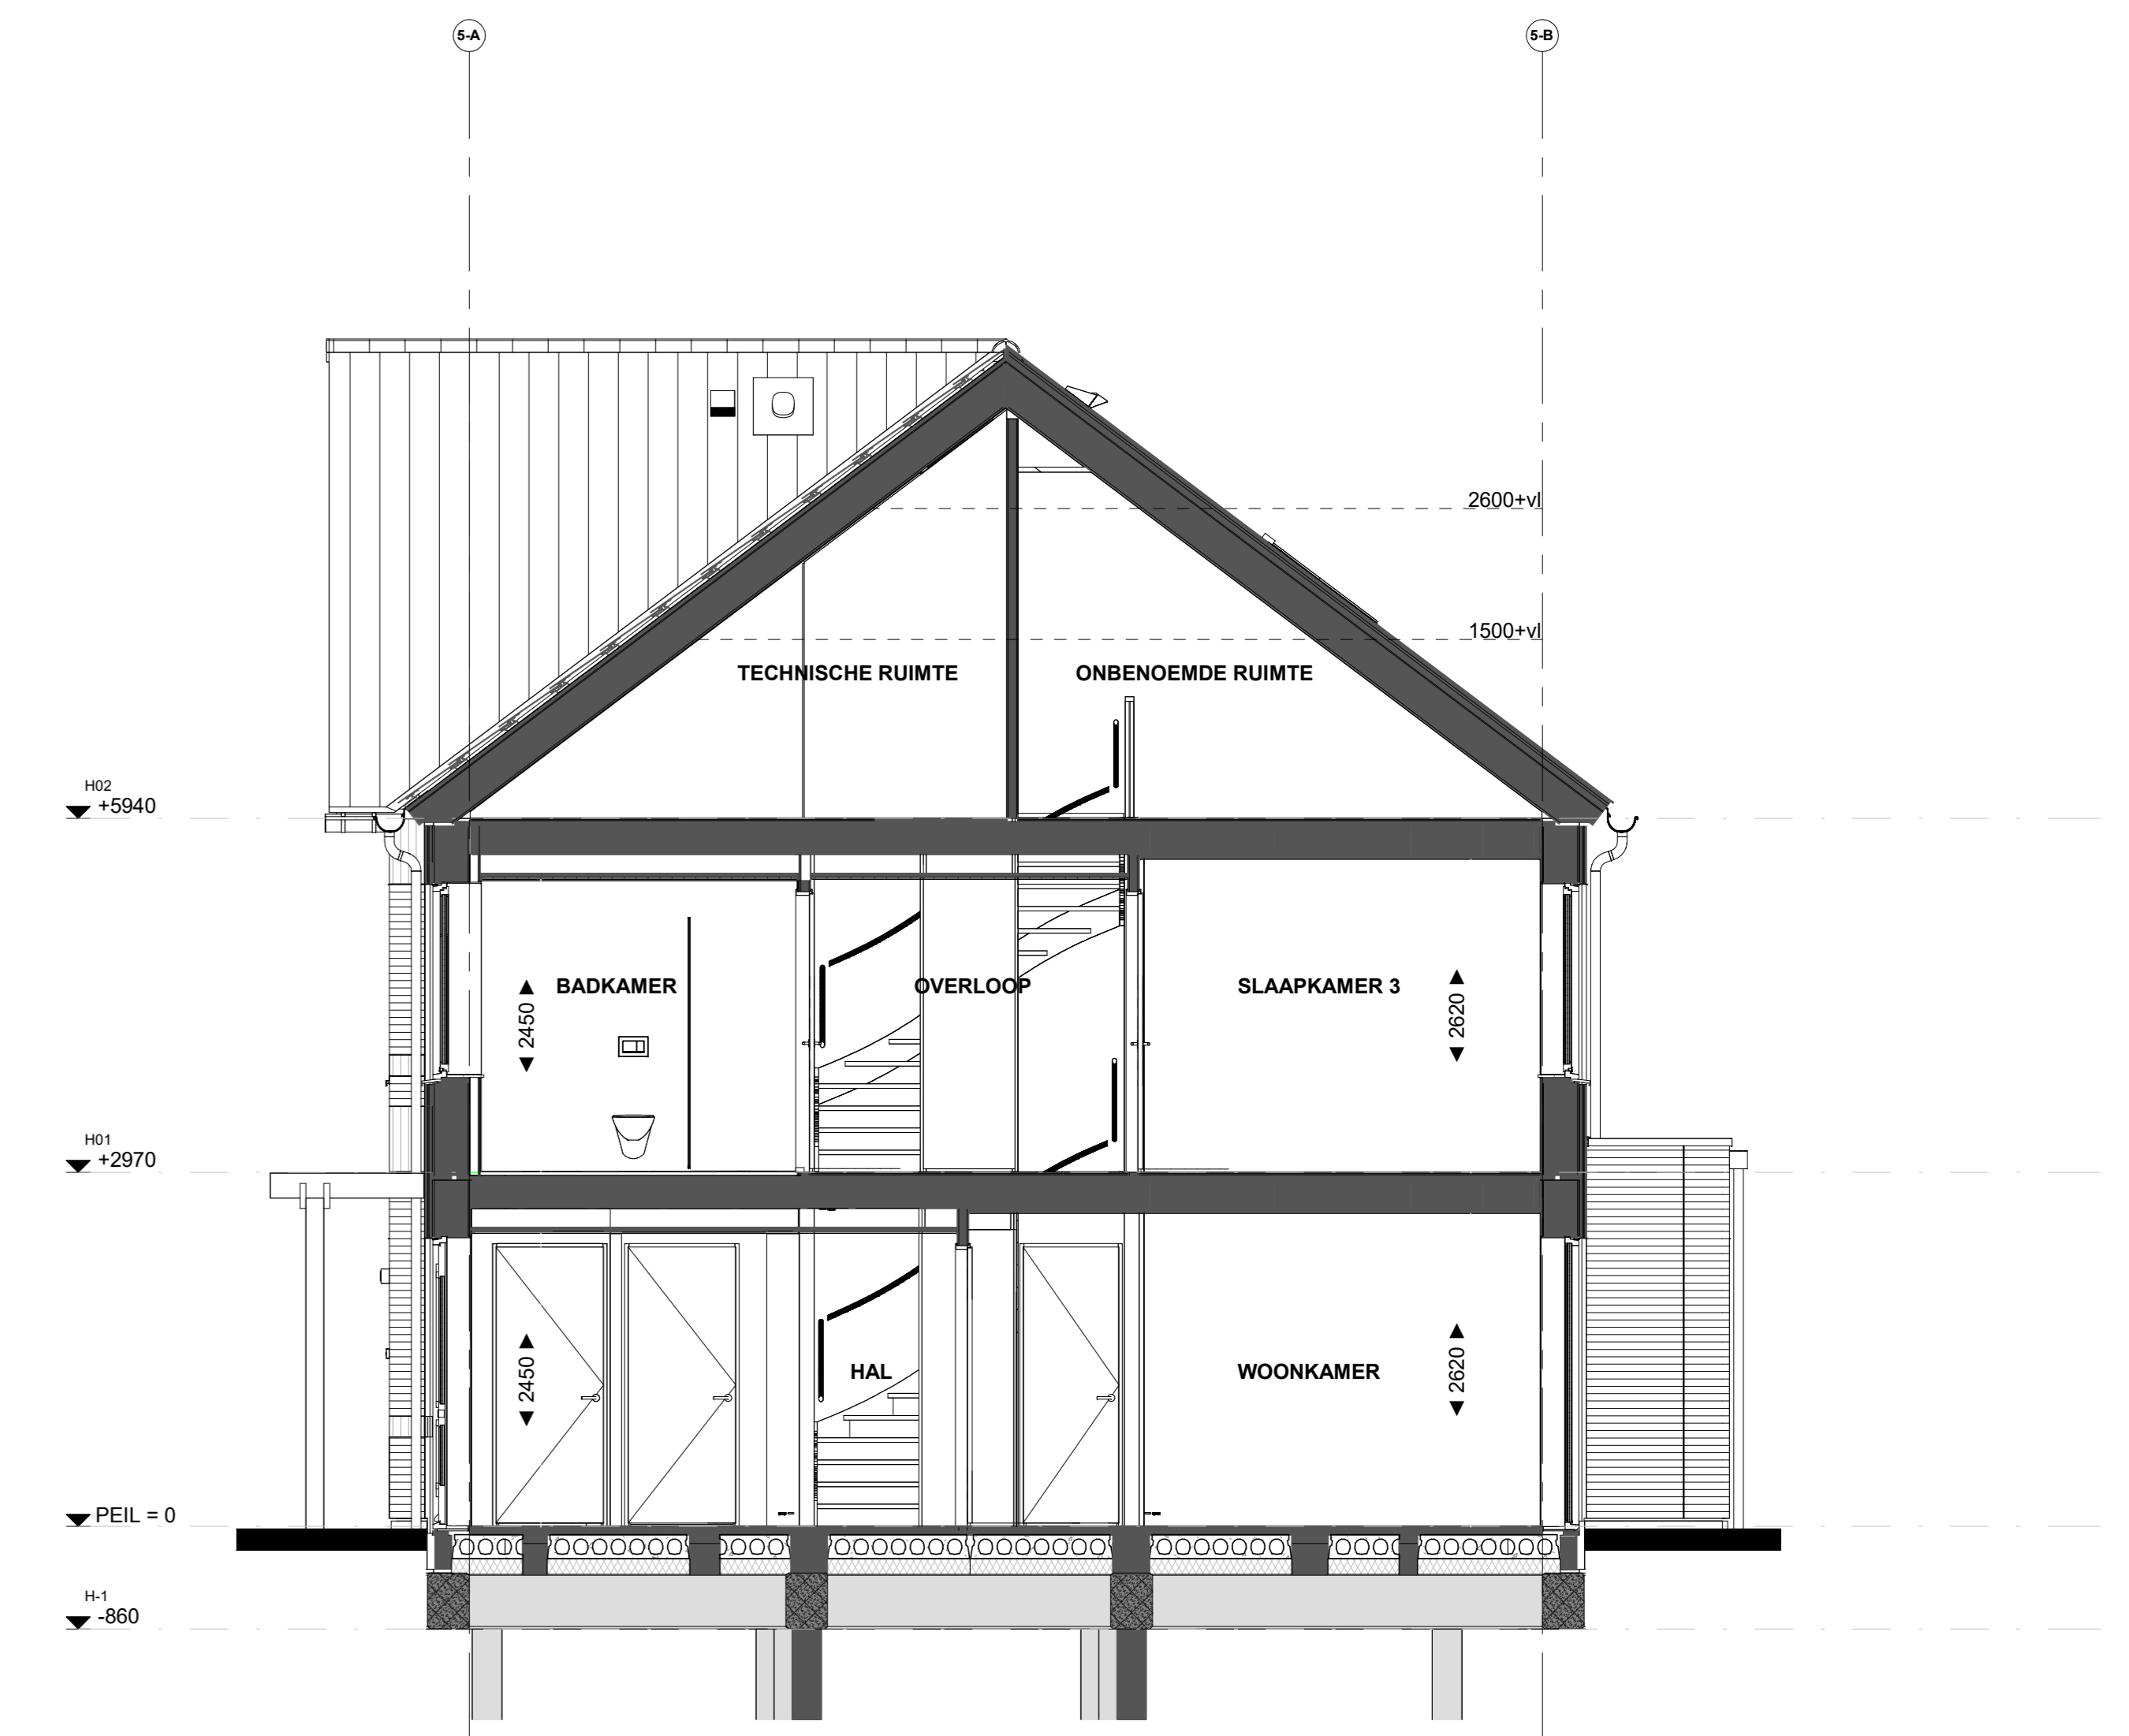 5-A
5-B
2600+vl
1500+vl
TECHNISCHE RUIMTE
ONBENOEMDE RUIMTE
H02
+5940
BADKAMER
OVERLOOP
SLAAPKAMER 3
2450
2620
H01
+2970
HAL
WOONKAMER
2450
2620
PEIL = 0
H-1
-860